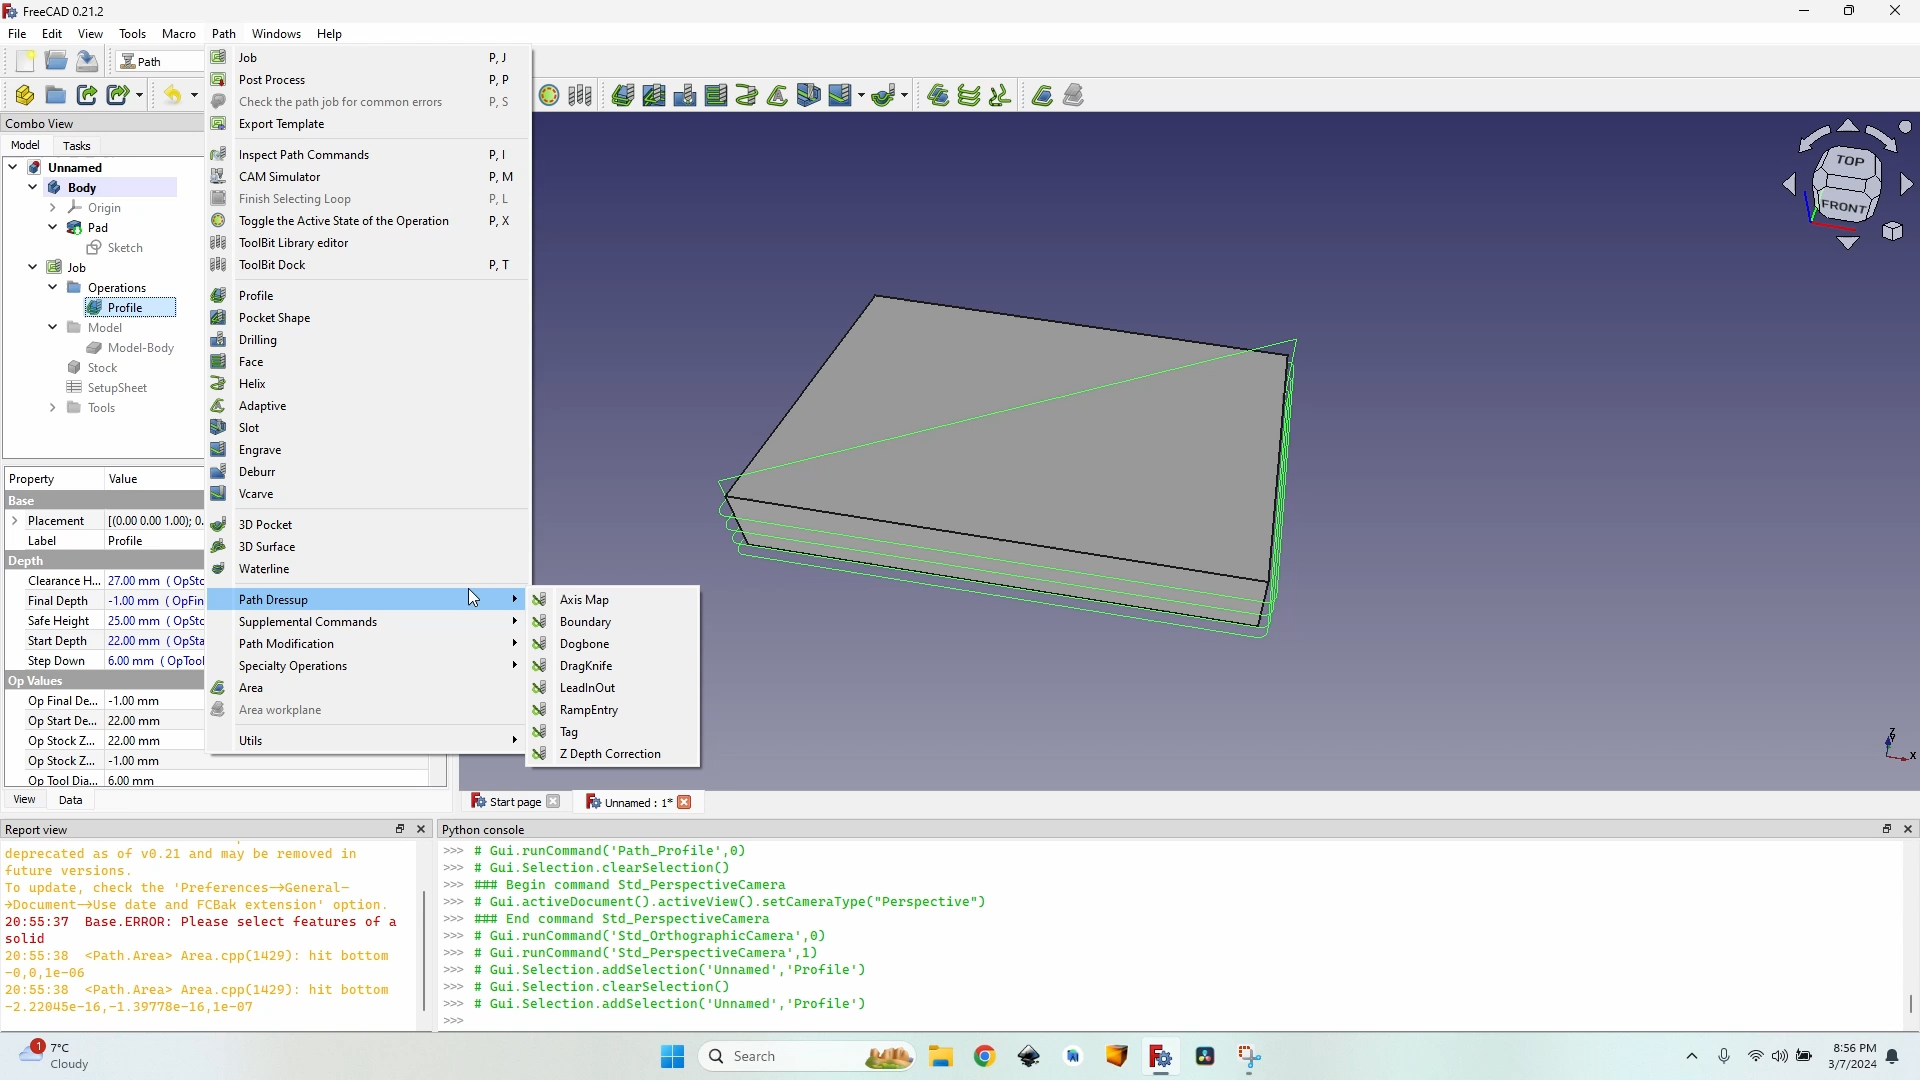 FreeCAD 0.21.2
File Edit View Tools Macro Path Windows Help
Path
Job P, J
Post Process P, P
Check the path job for common errors P, S
Export Template
Inspect Path Commands P, I
CAM Simulator P, M
Finish Selecting Loop P, L
Toggle the Active State of the Operation P, X
ToolBit Library editor
ToolBit Dock P, T
Profile
Pocket Shape
Drilling
Face
Helix
Adaptive
Slot
Engrave
Deburr
Vcarve
3D Pocket
3D Surface
Waterline
Path Dressup
Supplemental Commands
Path Modification
Specialty Operations
Area
Area workplane
Utils
Axis Map
Boundary
Dogbone
DragKnife
LeadInOut
RampEntry
Tag
Z Depth Correction
Combo View
Model Tasks
Unnamed
Body
Origin
Pad
Sketch
Job
Operations
Profile
Model
Model-Body
Stock
SetupSheet
Tools
Property Value
Base
Placement [(0.00 0.00 1.00); 0.
Label Profile
Depth
Clearance H... 27.00 mm ( OpSto
Final Depth -1.00 mm ( OpFin
Safe Height 25.00 mm ( OpSto
Start Depth 22.00 mm ( OpSta
Step Down 6.00 mm ( OpTool
Op Values
Op Final De... -1.00 mm
Op Start De... 22.00 mm
Op Stock Z... 22.00 mm
Op Stock Z... -1.00 mm
Op Tool Dia... 6.00 mm
View Data
TOP
FRONT
Z
X
Start page
Unnamed : 1*
Report view
deprecated as of v0.21 and may be removed in
future versions.
To update, check the 'Preferences→General-
→Document→Use date and FCBak extension' option.
20:55:37 Base.ERROR: Please select features of a
solid
20:55:38 <Path.Area> Area.cpp(1429): hit bottom
-0,0,1e-06
20:55:38 <Path.Area> Area.cpp(1429): hit bottom
-2.22045e-16,-1.39778e-16,1e-07
Python console
>>> # Gui.runCommand('Path_Profile',0)
>>> # Gui.Selection.clearSelection()
>>> ### Begin command Std_PerspectiveCamera
>>> # Gui.activeDocument().activeView().setCameraType("Perspective")
>>> ### End command Std_PerspectiveCamera
>>> # Gui.runCommand('Std_OrthographicCamera',0)
>>> # Gui.runCommand('Std_PerspectiveCamera',1)
>>> # Gui.Selection.addSelection('Unnamed','Profile')
>>> # Gui.Selection.clearSelection()
>>> # Gui.Selection.addSelection('Unnamed','Profile')
>>>
1
7°C
Cloudy
Search
8:56 PM
3/7/2024